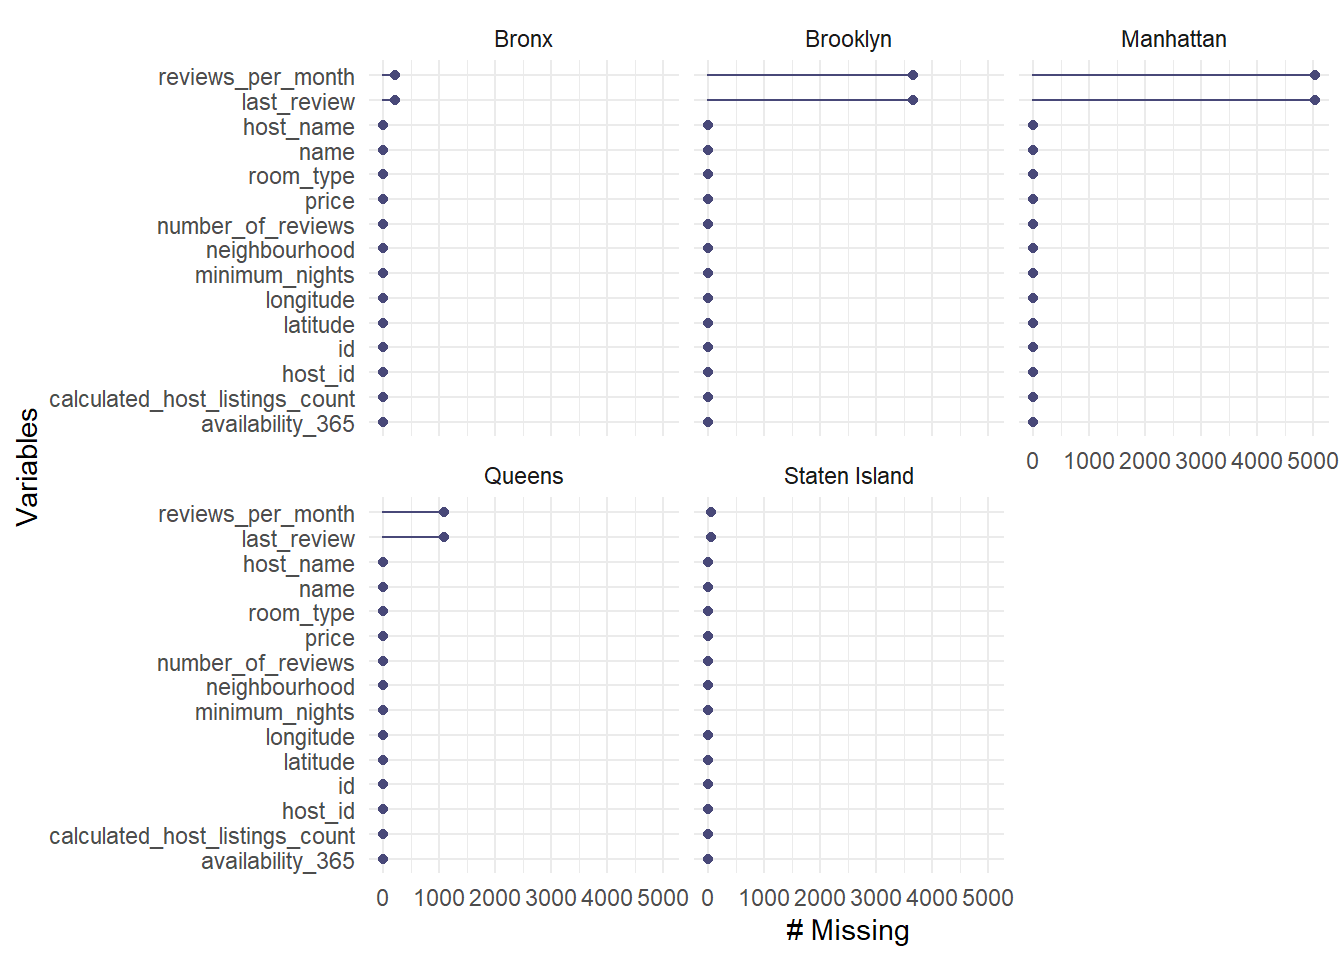 Bronx
Brooklyn
Manhattan
reviews_per_month
last_review
host_name
name
room_type
price
number_of_reviews
neighbourhood
minimum_nights
longitude
latitude
id
host_id
calculated_host_listings_count
availability_365
0 1000 2000 3000 4000 5000
Variables
Queens
Staten Island
reviews_per_month
last_review
host_name
name
room_type
price
number_of_reviews
neighbourhood
minimum_nights
longitude
latitude
id
host_id
calculated_host_listings_count
availability_365
0 1000 2000 3000 4000 5000
0 1000 2000 3000 4000 5000
# Missing